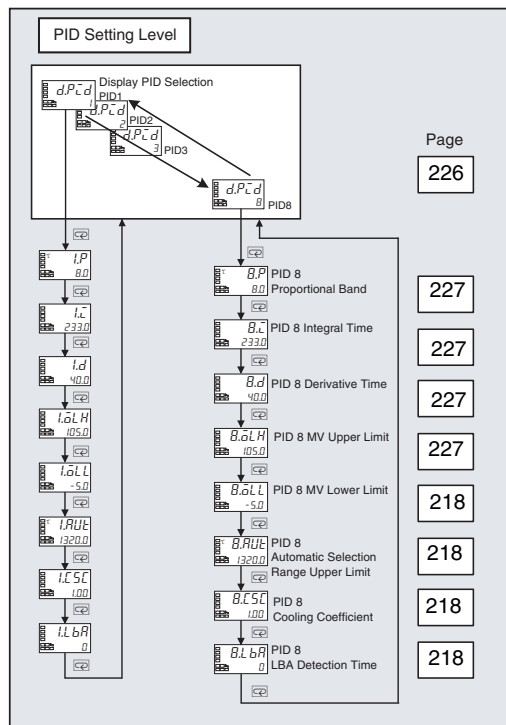 PID Setting Level
Display PID Selection
d.Pid
1
PID1
d.Pid
2
PID2
d.Pid
3
PID3
d.Pid
8
PID8
Page
226
1.P
8.0
8.P
8.0
PID 8
Proportional Band
227
1.i
233.0
8.i
233.0
PID 8 Integral Time
227
1.d
40.0
8.d
40.0
PID 8 Derivative Time
227
1.oLH
105.0
8.oLH
105.0
PID 8 MV Upper Limit
227
1.oLL
-5.0
8.oLL
-5.0
PID 8 MV Lower Limit
218
1.AUt
1320.0
8.AUt
1320.0
PID 8
Automatic Selection
Range Upper Limit
218
1.CSC
1.00
8.CSC
1.00
PID 8
Cooling Coefficient
218
1.LbA
0
8.LbA
0
PID 8
LBA Detection Time
218